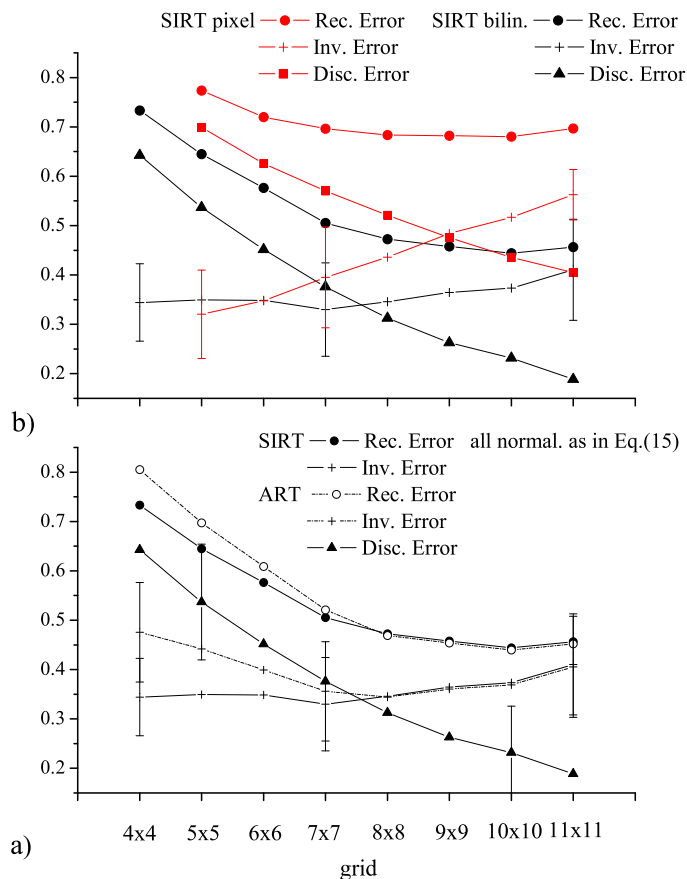 SIRT pixel Rec. Error SIRT bilin. Rec. Error
Inv. Error Inv. Error
Disc. Error Disc. Error
0.8
0.7
0.6
0.5
0.4
0.3
0.2
b)
SIRT Rec. Error all normal. as in Eq.(15)
Inv. Error
ART Rec. Error
Inv. Error
Disc. Error
0.8
0.7
0.6
0.5
0.4
0.3
0.2
4x4 5x5 6x6 7x7 8x8 9x9 10x10 11x11
a)
grid